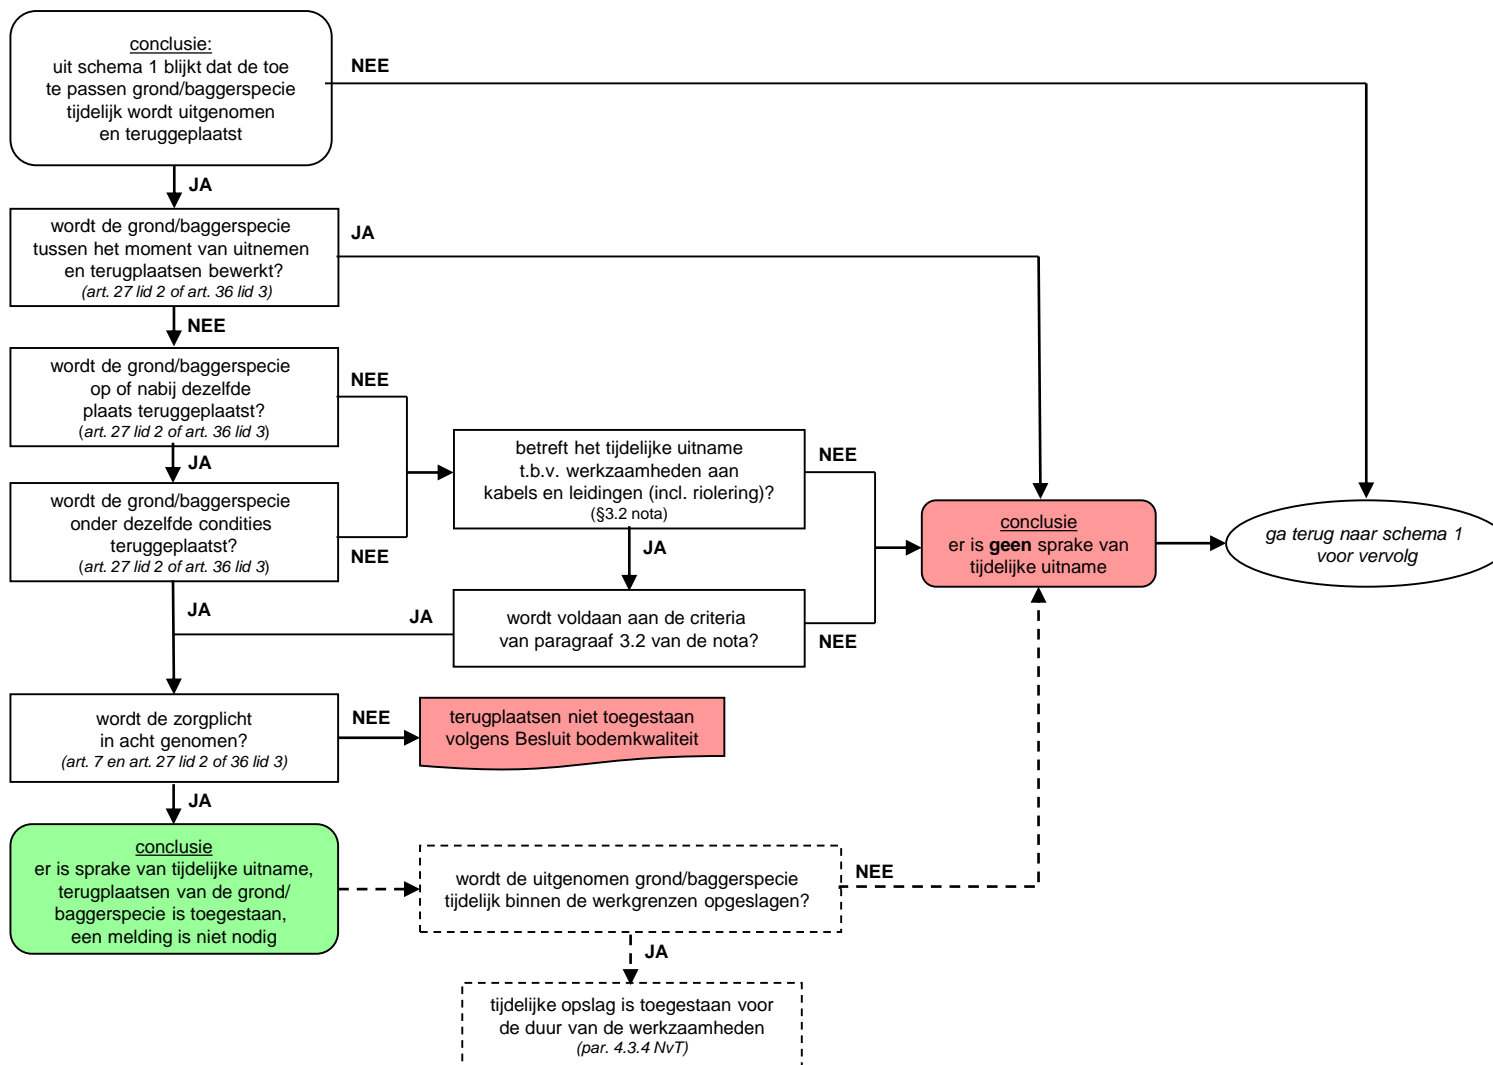 conclusie:
uit schema 1 blijkt dat de toe
te passen grond/baggerspecie
tijdelijk wordt uitgenomen
en teruggeplaatst
NEE
JA
wordt de grond/baggerspecie
tussen het moment van uitnemen
en terugplaatsen bewerkt?
(art. 27 lid 2 of art. 36 lid 3)
JA
NEE
wordt de grond/baggerspecie
op of nabij dezelfde
plaats teruggeplaatst?
(art. 27 lid 2 of art. 36 lid 3)
NEE
JA
wordt de grond/baggerspecie
onder dezelfde condities
teruggeplaatst?
(art. 27 lid 2 of art. 36 lid 3)
NEE
JA
betreft het tijdelijke uitname
t.b.v. werkzaamheden aan
kabels en leidingen (incl. riolering)?
(§3.2 nota)
NEE
JA
wordt voldaan aan de criteria
van paragraaf 3.2 van de nota?
JA
NEE
conclusie
er is geen sprake van
tijdelijke uitname
ga terug naar schema 1
voor vervolg
wordt de zorgplicht
in acht genomen?
(art. 7 en art. 27 lid 2 of 36 lid 3)
NEE
terugplaatsen niet toegestaan
volgens Besluit bodemkwaliteit
JA
conclusie
er is sprake van tijdelijke uitname,
terugplaatsen van de grond/
baggerspecie is toegestaan,
een melding is niet nodig
wordt de uitgenomen grond/baggerspecie
tijdelijk binnen de werkgrenzen opgeslagen?
NEE
JA
tijdelijke opslag is toegestaan voor
de duur van de werkzaamheden
(par. 4.3.4 NvT)